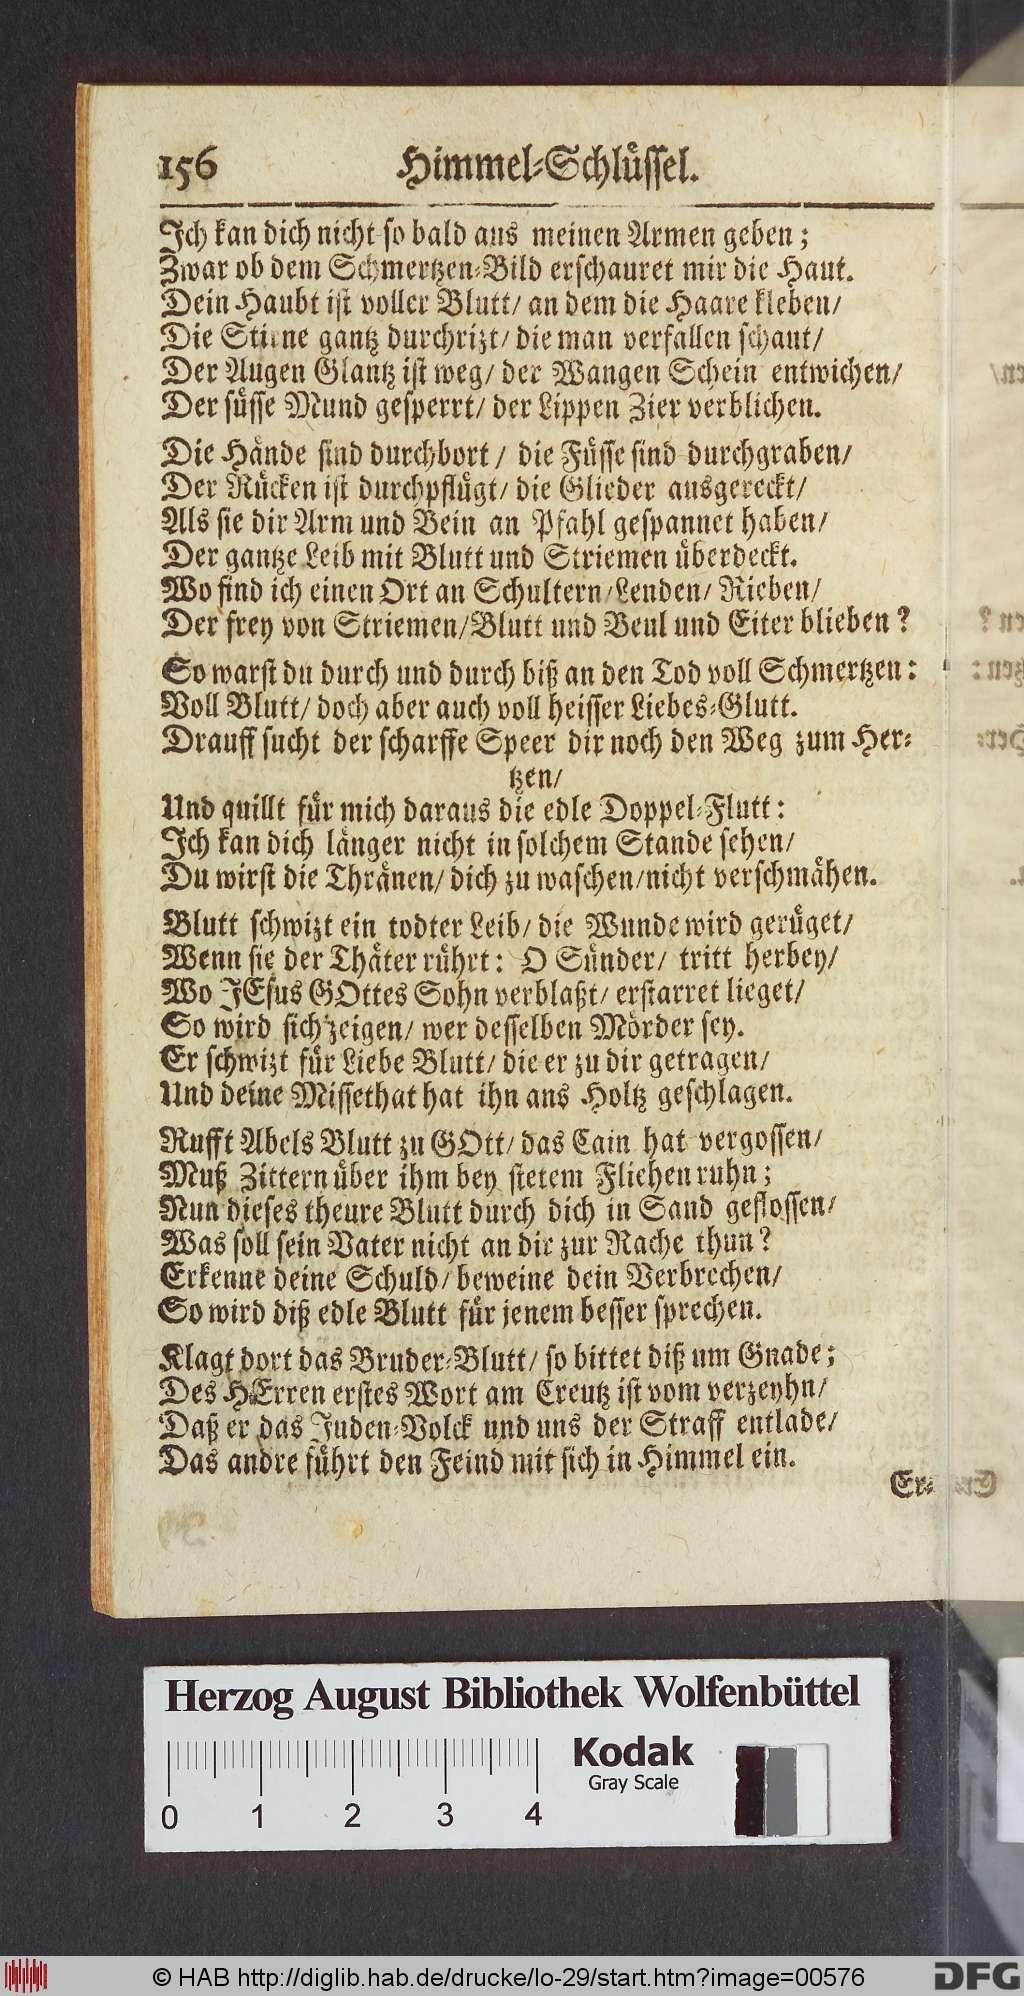 156 Himmel-Schlüssel.
Ich kan dich nicht so bald aus meinen Armen geben;
Zwar ob dem Schmertzen-Bild erschauret mir die Haut.
Dein Haubt ist voller Blutt/ an dem die Haare kleben/
Die Stirne gantz durchrizt/ die man verfallen schaut/
Der Augen Glantz ist weg/ der Wangen Schein entwichen/
Der süsse Mund gesperrt/ der Lippen Zier verblichen.
Die Hände sind durchbort/ die Füsse sind durchgraben/
Der Rücken ist durchpflügt/ die Glieder ausgereckt/
Als sie dir Arm und Bein an Pfahl gespannet haben/
Der gantze Leib mit Blutt und Striemen überdeckt.
Wo find ich einen Ort an Schultern/ Lenden/ Rieben/
Der frey von Striemen/ Blutt und Beul und Eiter blieben?
So warst du durch und durch biß an den Tod voll Schmertzen:
Voll Blutt/ doch aber auch voll heisser Liebes-Glutt.
Drauff sucht der scharffe Speer dir noch den Weg zum Her-
tzen/
Und quillt für mich daraus die edle Doppel-Flutt:
Ich kan dich länger nicht in solchem Stande sehen/
Du wirst die Thränen/ dich zu waschen/ nicht verschmähen.
Blutt schwizt ein todter Leib/ die Wunde wird gerüget/
Wenn sie der Thäter rührt: O Sünder/ tritt herbey/
Wo JEsus GOttes Sohn verblaßt/ erstarret lieget/
So wird sich zeigen/ wer desselben Mörder sey.
Er schwizt für Liebe Blutt/ die er zu dir getragen/
Und deine Missethat hat ihn ans Holtz geschlagen.
Rufft Abels Blutt zu GOtt/ das Cain hat vergossen/
Muß Zittern über ihm bey stetem Fliehen ruhn;
Nun dieses theure Blutt durch dich in Sand geflossen/
Was soll sein Vater nicht an dir zur Rache thun?
Erkenne deine Schuld/ beweine dein Verbrechen/
So wird diß edle Blutt für jenem besser sprechen.
Klagt dort das Bruder-Blutt/ so bittet diß um Gnade;
Des HErren erstes Wort am Creutz ist vom verzeyhn/
Daß er das Juden-Volck und uns der Straff entlade/
Das andre führt den Feind mit sich in Himmel ein.
Er-
Herzog August Bibliothek Wolfenbüttel
Kodak
Gray Scale
0 1 2 3 4
© HAB http://diglib.hab.de/drucke/lo-29/start.htm?image=00576
DFG